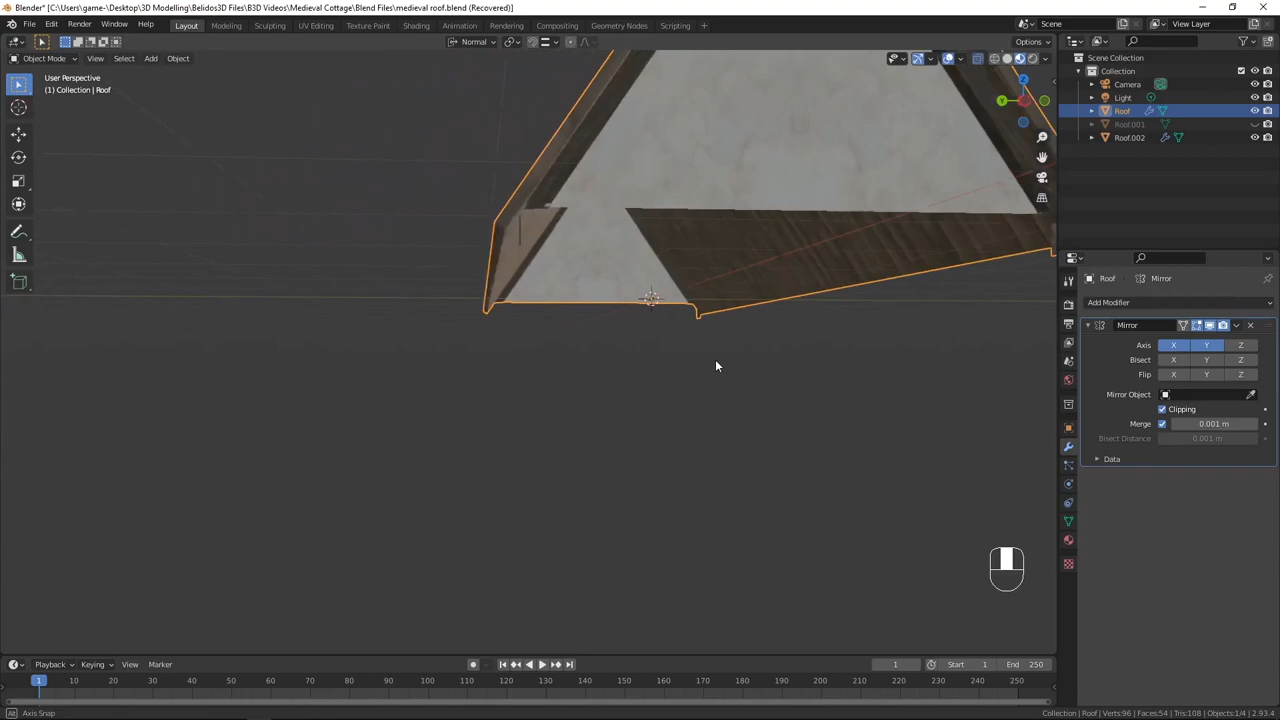 Blender* [C:\Users\game-\Desktop\3D Modelling\Belidos3D Files\B3D Videos\Medieval Cottage\Blend Files\medieval roof.blend (Recovered)]
File Edit Render Window Help Layout Modeling Sculpting UV Editing Texture Paint Shading Animation Rendering Compositing Geometry Nodes Scripting + Scene View Layer
Normal Options
Object Mode View Select Add Object
User Perspective
(1) Collection | Roof
Scene Collection
Collection
Camera
Light
Roof
Roof.001
Roof.002
Z
Y
Roof Mirror
Add Modifier
Mirror
Axis X Y Z
Bisect X Y Z
Flip X Y Z
Mirror Object
Clipping
Merge 0.001 m
Bisect Distance 0.001 m
Data
Playback Keying View Marker 1 Start 1 End 250
1 10 20 30 40 50 60 70 80 90 100 110 120 130 140 150 160 170 180 190 200 210 220 230 240 250
Axis Snap Collection | Roof | Verts:96 | Faces:54 | Tris:108 | Objects:1/4 | 2.93.4